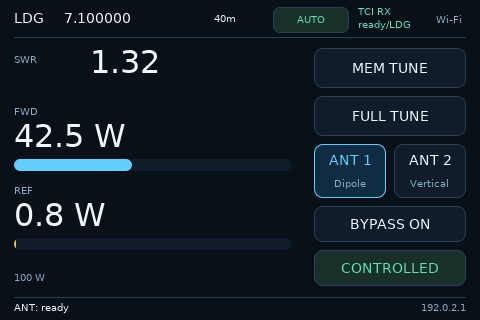 LDG 7.100000 40m AUTO TCI RX ready/LDG Wi-Fi
SWR 1.32
MEM TUNE
FWD
42.5 W
FULL TUNE
ANT 1
Dipole
ANT 2
Vertical
REF
0.8 W
BYPASS ON
100 W
CONTROLLED
ANT: ready
192.0.2.1